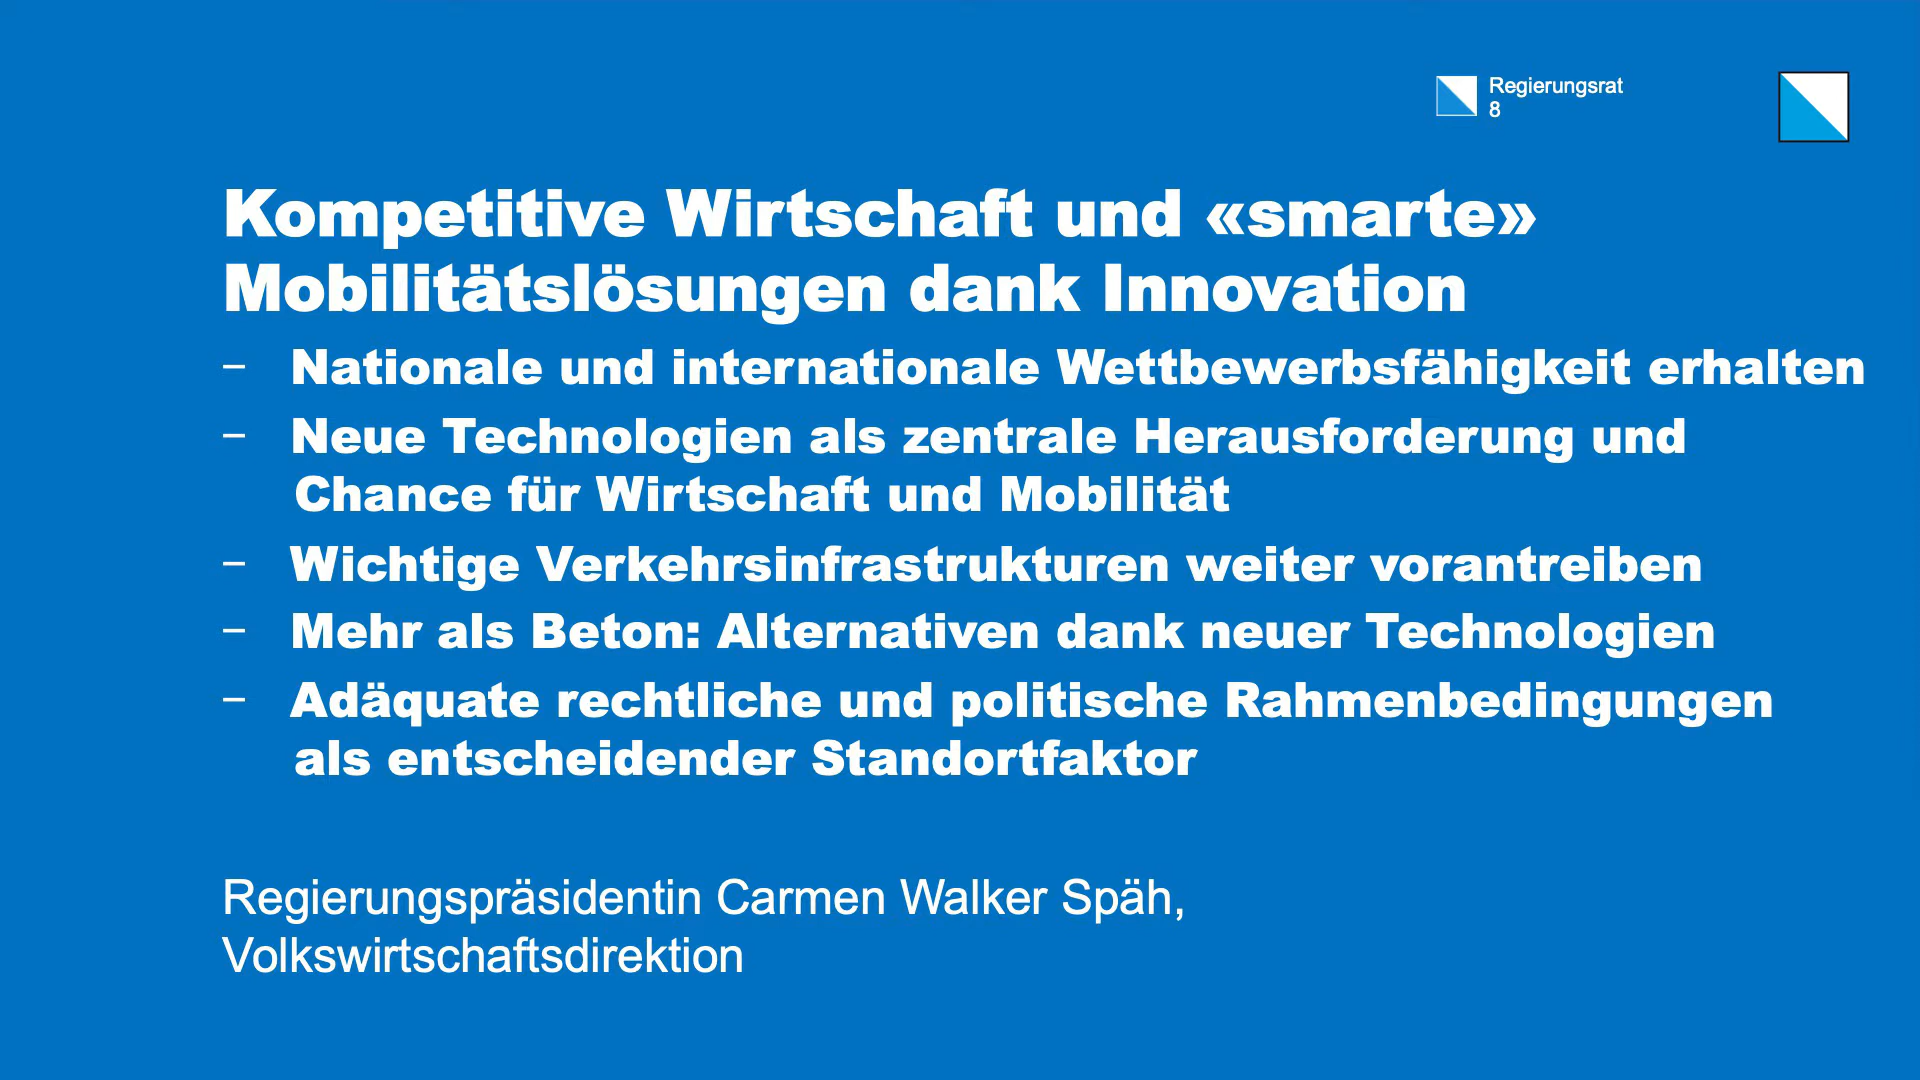 Regierungsrat
8
Kompetitive Wirtschaft und «smarte»
Mobilitätslösungen dank Innovation
– Nationale und internationale Wettbewerbsfähigkeit erhalten
– Neue Technologien als zentrale Herausforderung und
Chance für Wirtschaft und Mobilität
– Wichtige Verkehrsinfrastrukturen weiter vorantreiben
– Mehr als Beton: Alternativen dank neuer Technologien
– Adäquate rechtliche und politische Rahmenbedingungen
als entscheidender Standortfaktor
Regierungspräsidentin Carmen Walker Späh,
Volkswirtschaftsdirektion